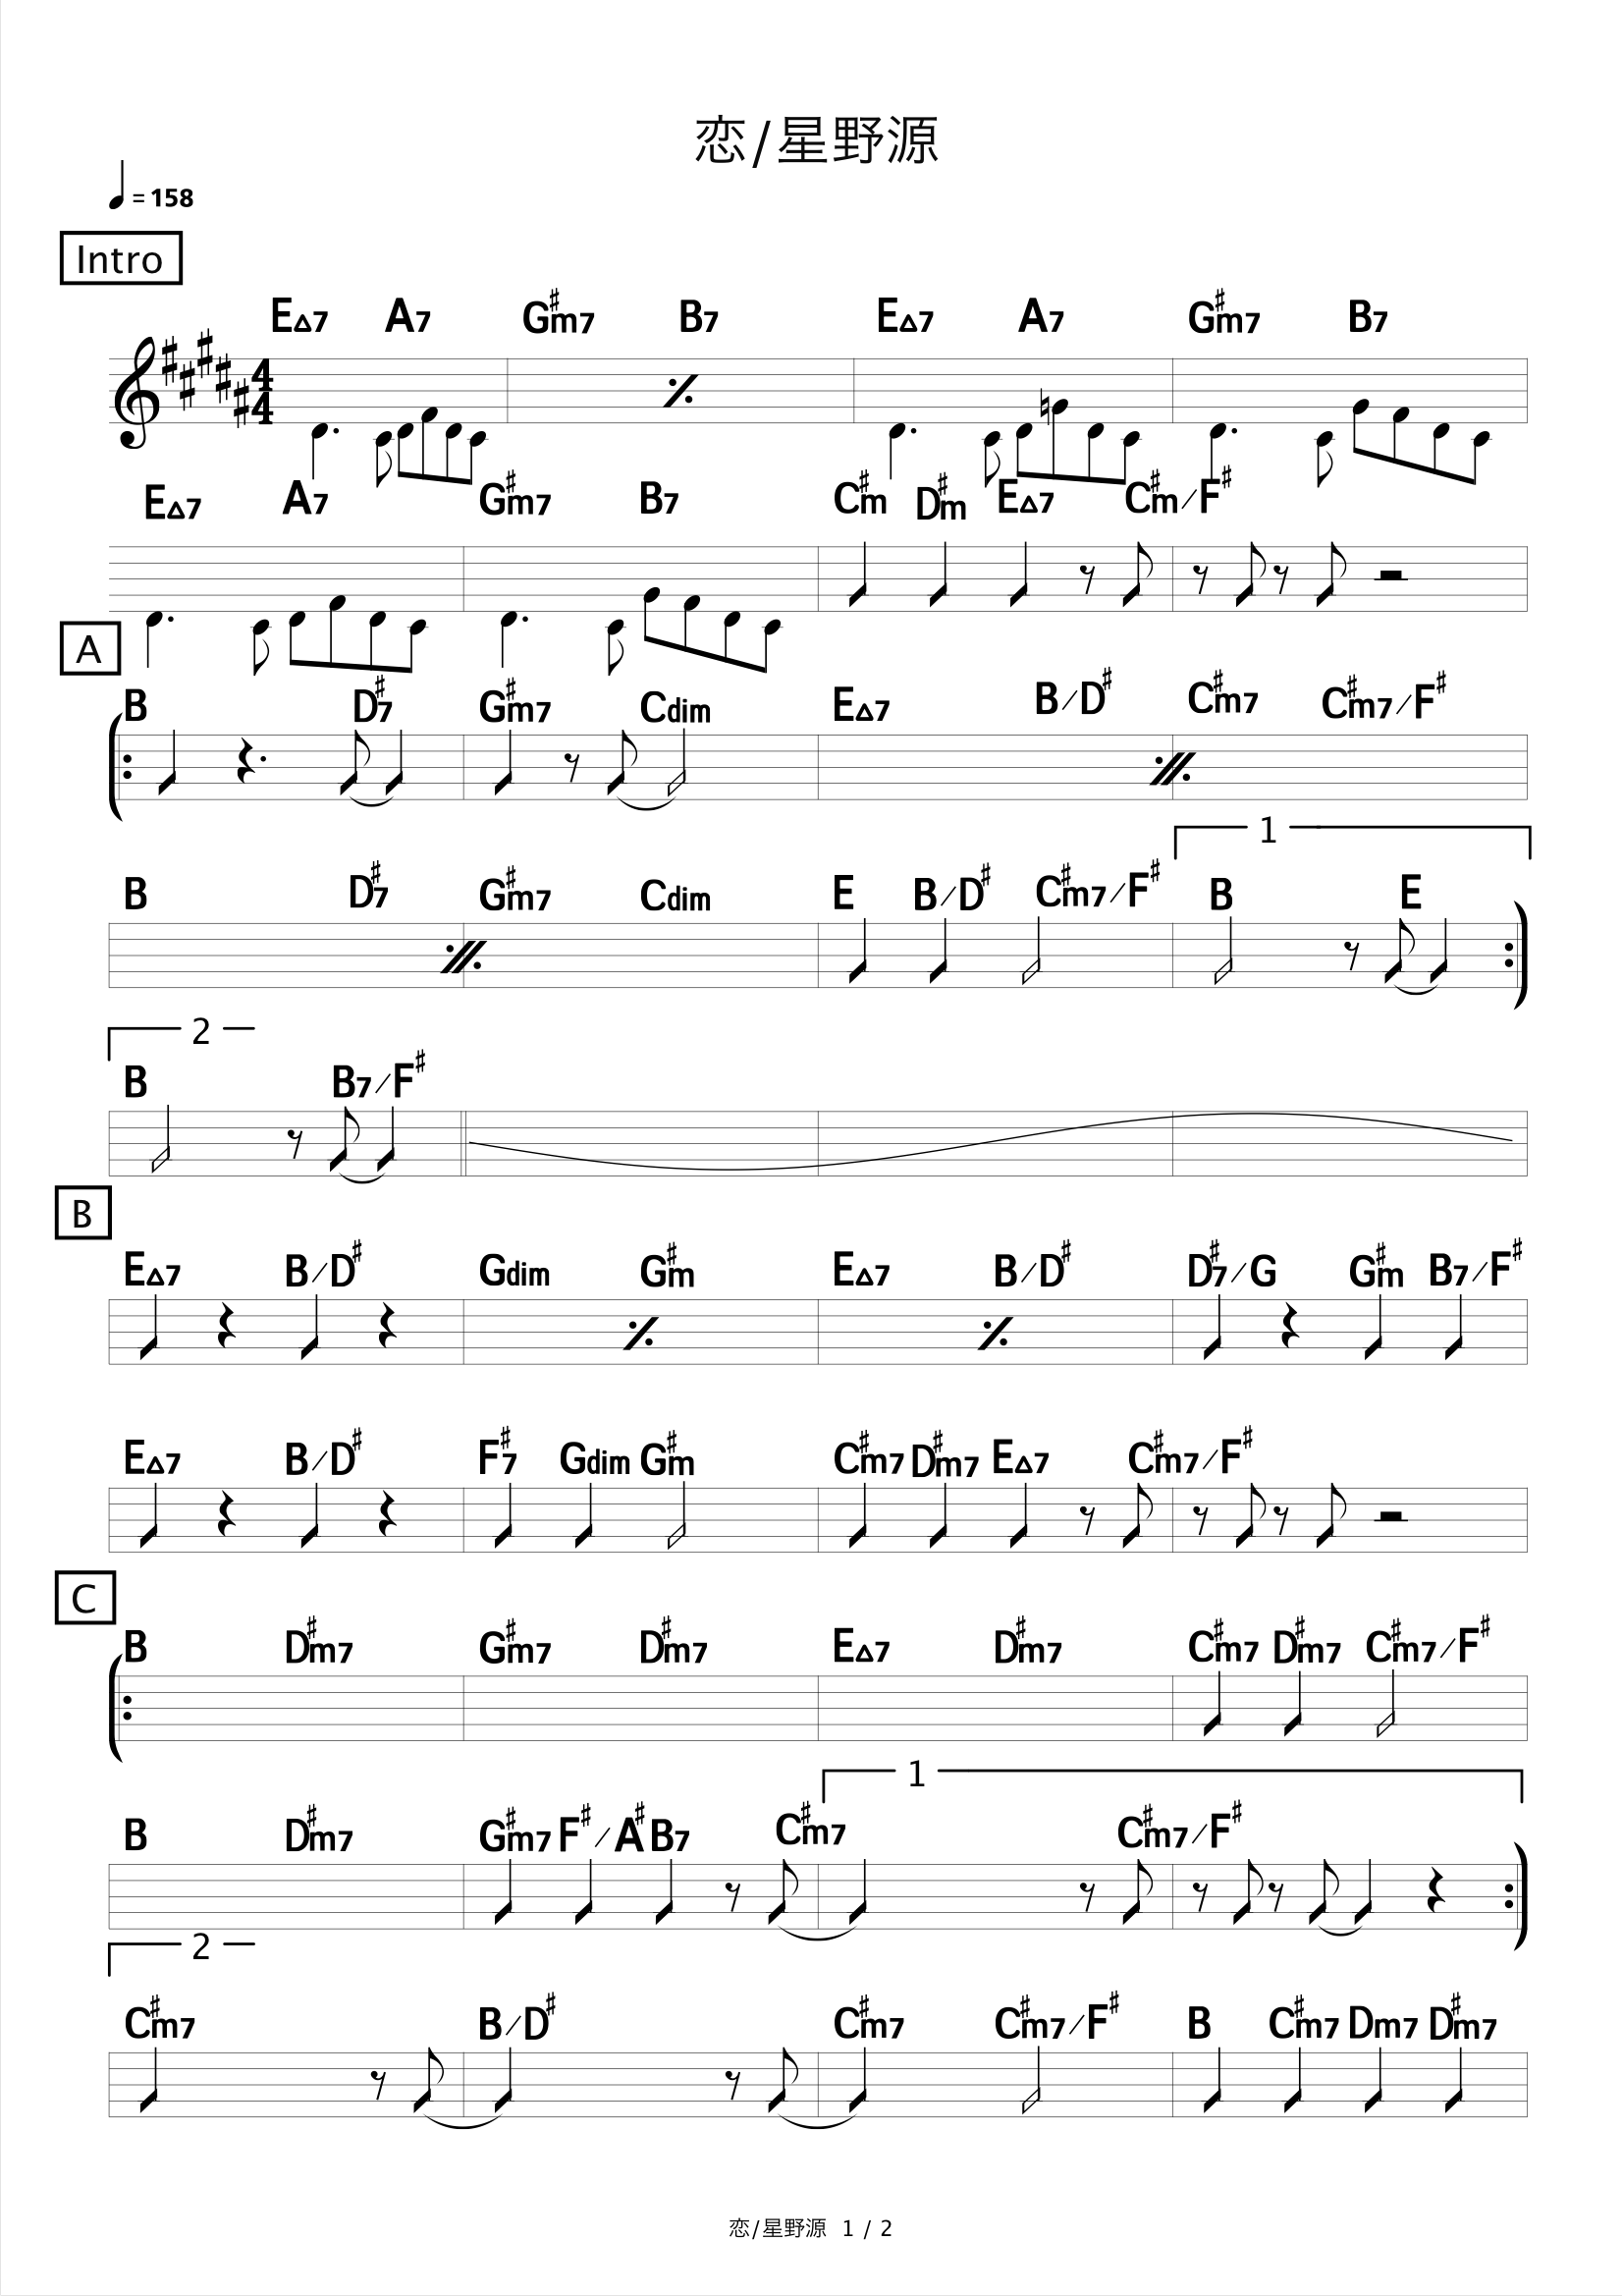 恋/星野源
= 158
Intro
E△7 A7 G♯m7 B7 E△7 A7 G♯m7 B7
4
4
E△7 A7 G♯m7 B7 C♯m D♯m E△7 C♯m/F♯
A
B D♯7 G♯m7 Cdim E△7 B/D♯ C♯m7 C♯m7/F♯
1
B D♯7 G♯m7 Cdim E B/D♯ C♯m7/F♯ B E
2
B B7/F♯
B
E△7 B/D♯ Gdim G♯m E△7 B/D♯ D♯7/G G♯m B7/F♯
E△7 B/D♯ F♯7 Gdim G♯m C♯m7 D♯m7 E△7 C♯m7/F♯
C
B D♯m7 G♯m7 D♯m7 E△7 D♯m7 C♯m7 D♯m7 C♯m7/F♯
1
B D♯m7 G♯m7 F♯/A♯ B7 C♯m7 C♯m7/F♯
2
C♯m7 B/D♯ C♯m7 C♯m7/F♯ B C♯m7 Dm7 D♯m7
恋/星野源 1 / 2